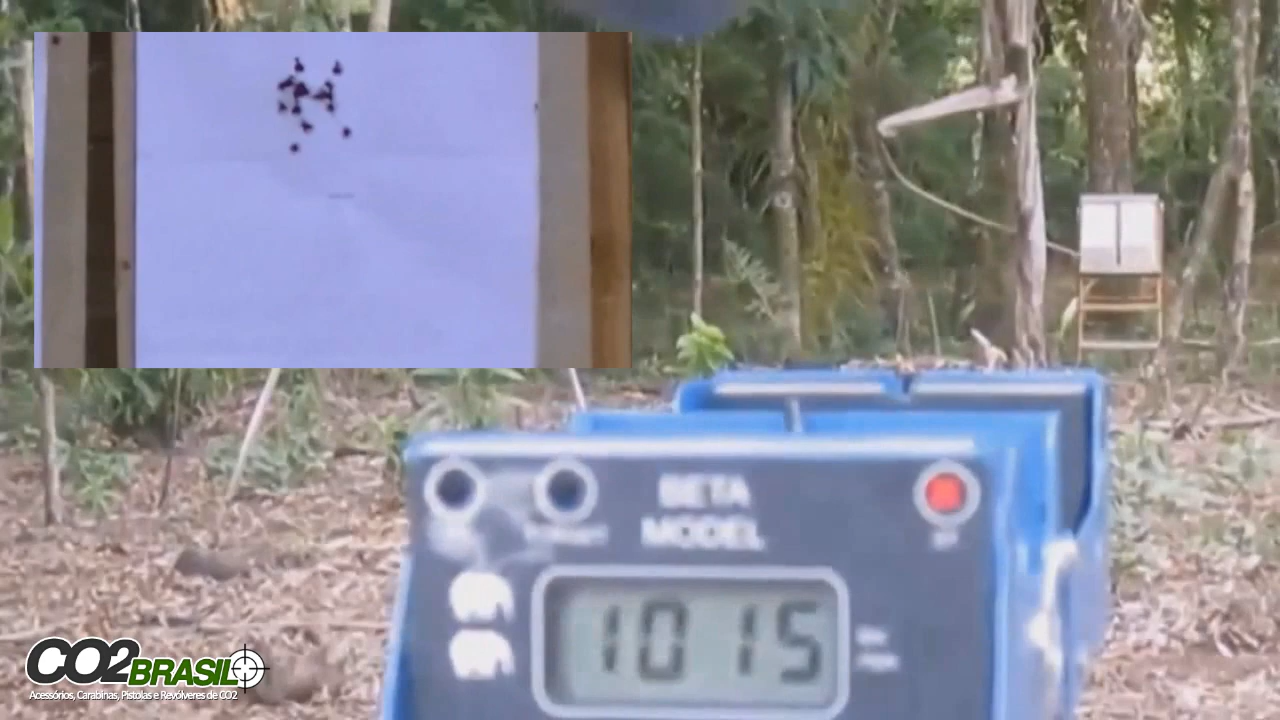 BETA
MODEL
1015
CO2BRASIL
Acessórios, Carabinas, Pistolas e Revólveres de CO2